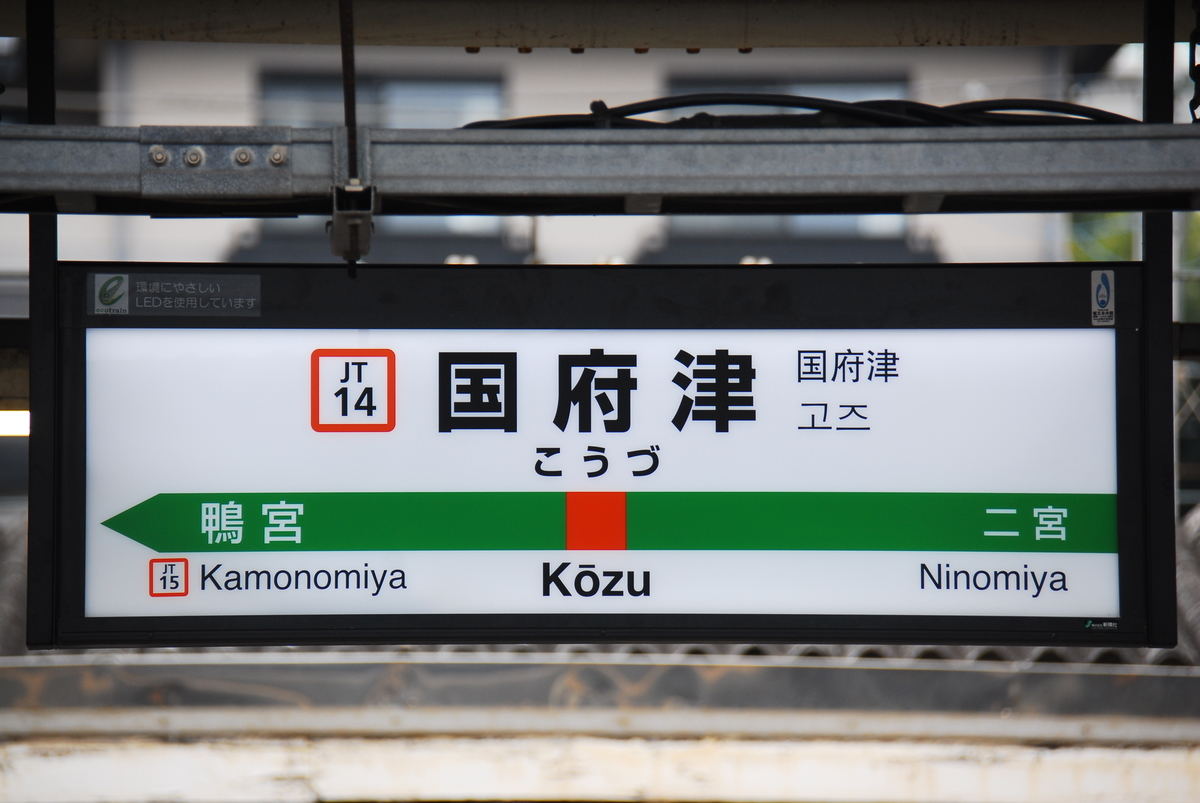 環境にやさしい
LEDを使用しています
ecotrain
JT
14
国府津
国府津
고즈
こうづ
鴨宮
二宮
JT
15
Kamonomiya
Kōzu
Ninomiya